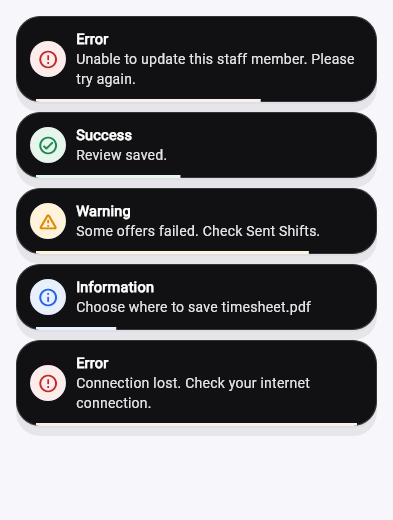 Error
Unable to update this staff member. Please
try again.
Success
Review saved.
Warning
Some offers failed. Check Sent Shifts.
Information
Choose where to save timesheet.pdf
Error
Connection lost. Check your internet
connection.